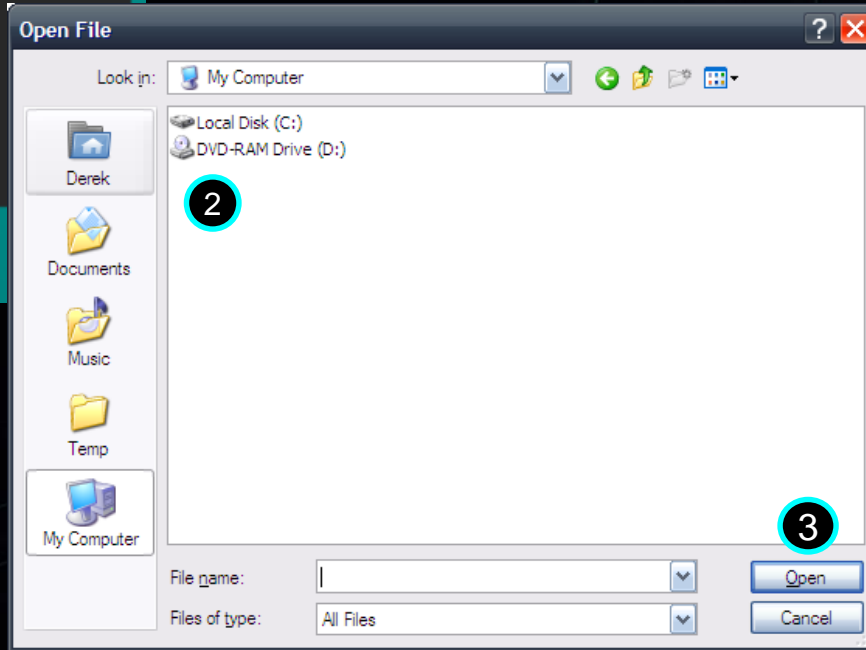 Open File
?
Look in: My Computer
Local Disk (C:)
DVD-RAM Drive (D:)
2
Derek
Documents
Music
Temp
My Computer
3
File name:
Open
Files of type: All Files
Cancel